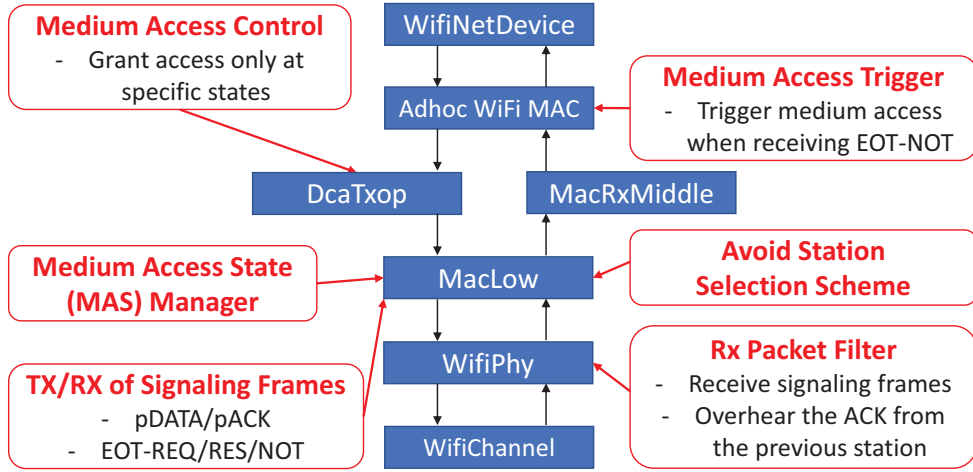 Medium Access Control
- Grant access only at
specific states
WifiNetDevice
Adhoc WiFi MAC
Medium Access Trigger
- Trigger medium access
when receiving EOT-NOT
DcaTxop
MacRxMiddle
Medium Access State
(MAS) Manager
MacLow
Avoid Station
Selection Scheme
WifiPhy
TX/RX of Signaling Frames
- pDATA/pACK
- EOT-REQ/RES/NOT
Rx Packet Filter
- Receive signaling frames
- Overhear the ACK from
the previous station
WifiChannel